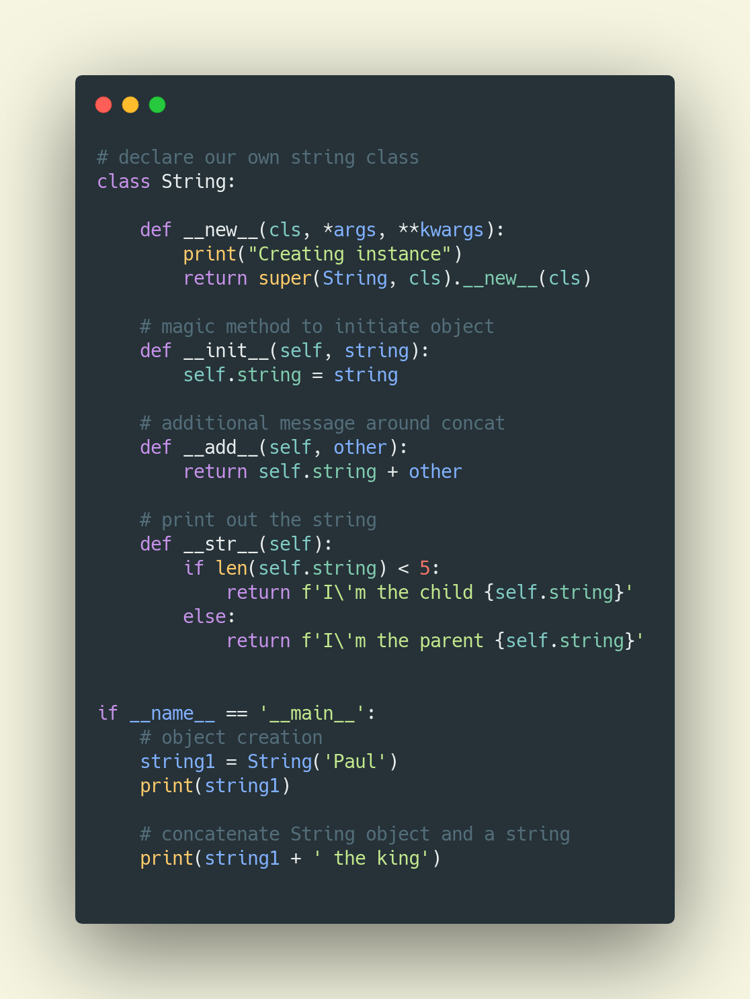 # declare our own string class
class String:

    def __new__(cls, *args, **kwargs):
        print("Creating instance")
        return super(String, cls).__new__(cls)

    # magic method to initiate object
    def __init__(self, string):
        self.string = string

    # additional message around concat
    def __add__(self, other):
        return self.string + other

    # print out the string
    def __str__(self):
        if len(self.string) < 5:
            return f'I\'m the child {self.string}'
        else:
            return f'I\'m the parent {self.string}'


if __name__ == '__main__':
    # object creation
    string1 = String('Paul')
    print(string1)

    # concatenate String object and a string
    print(string1 + ' the king')